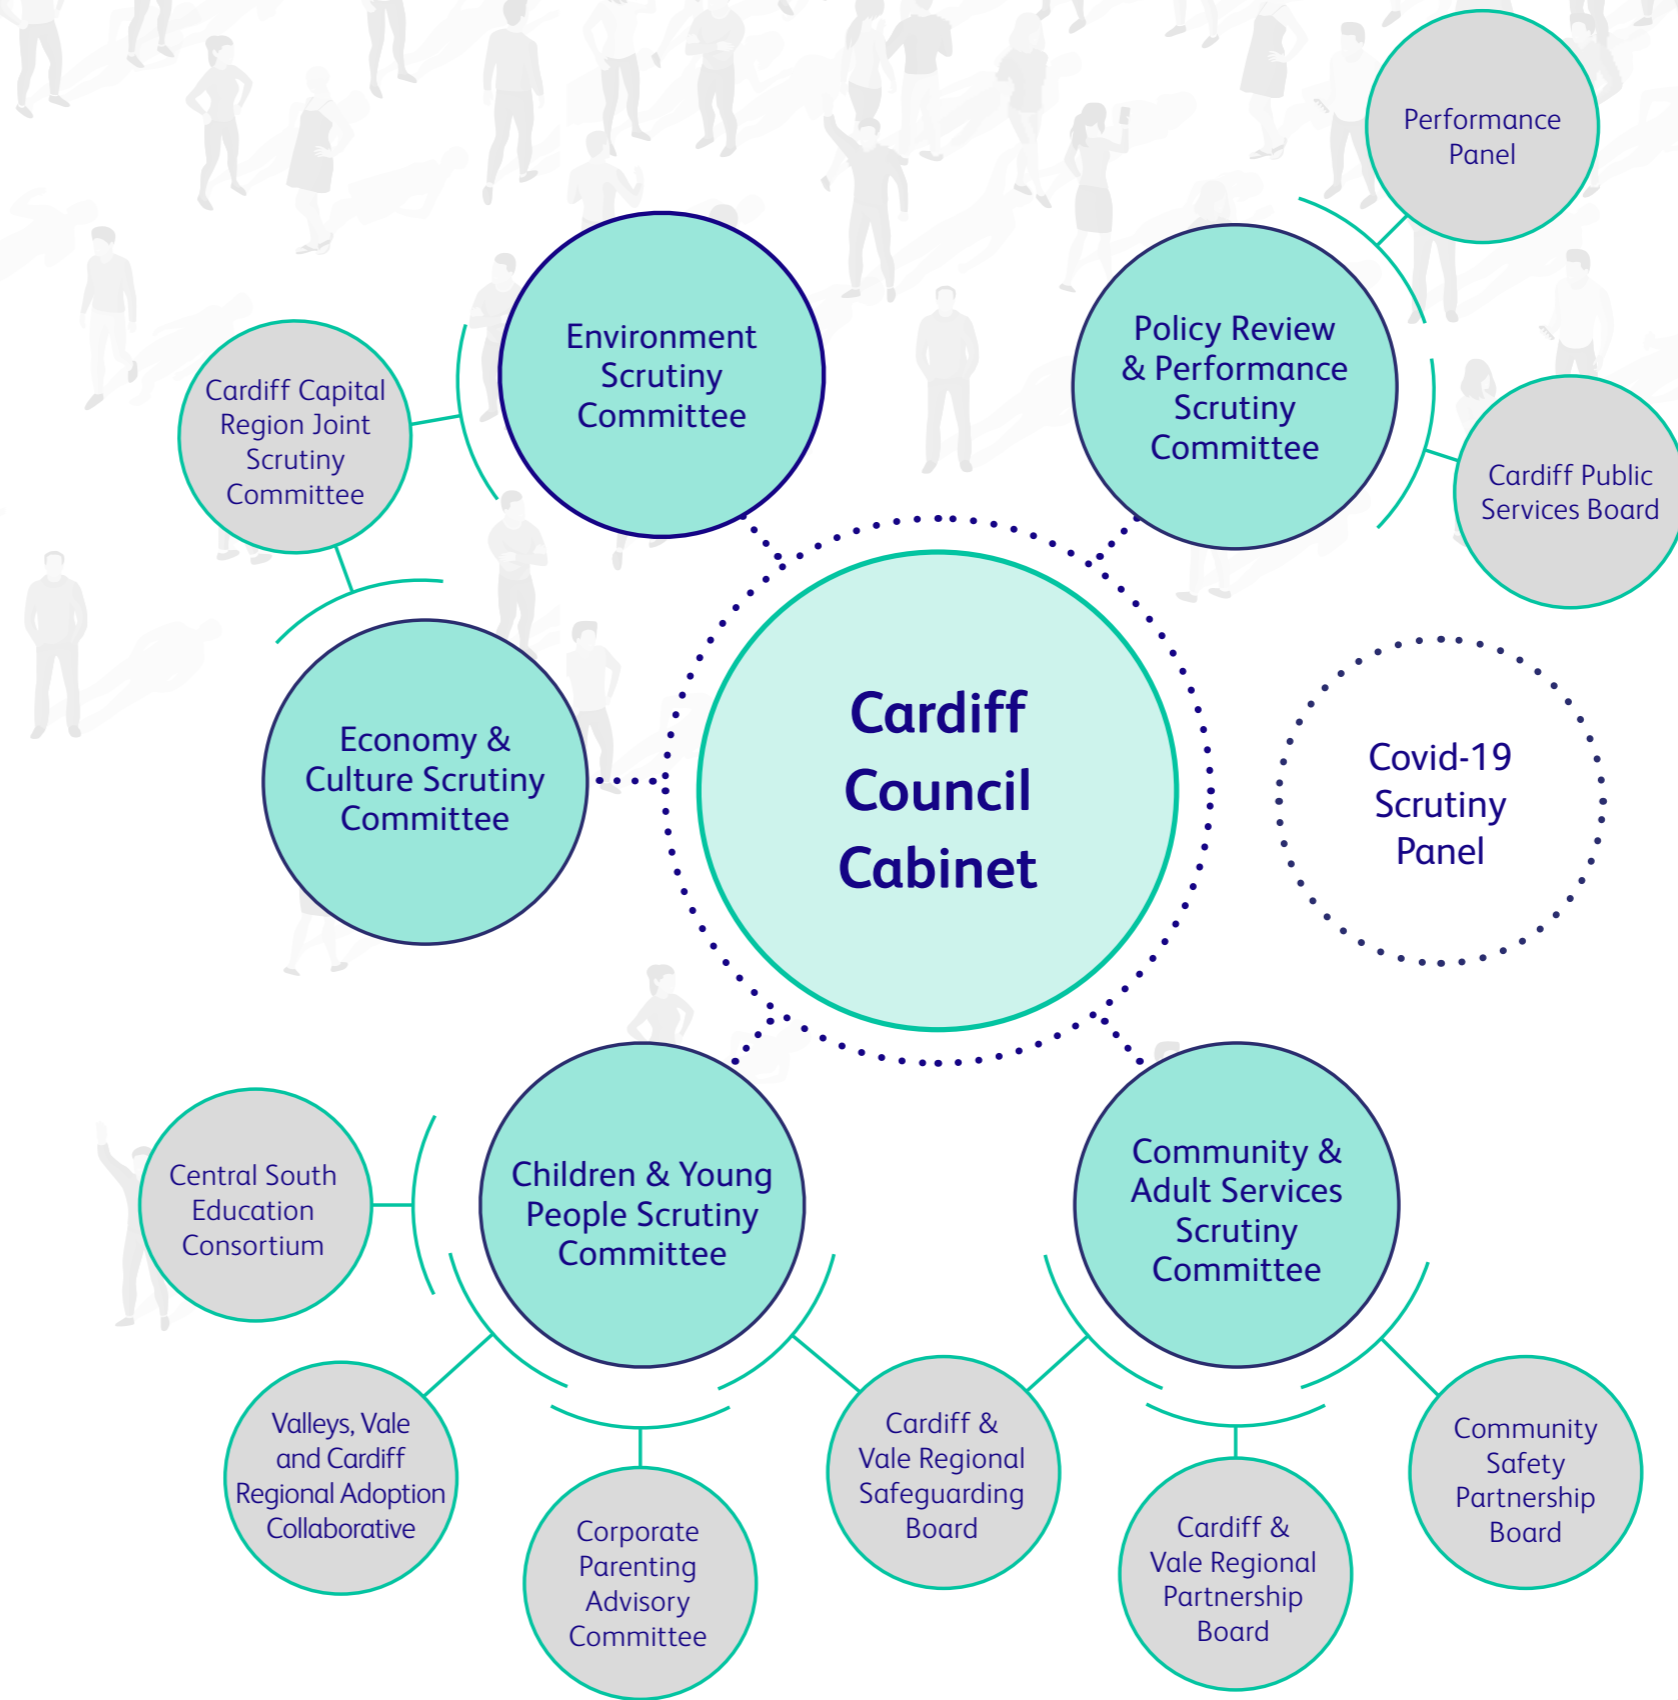 Performance
Panel
Environment
Scrutiny
Committee
Policy Review
& Performance
Scrutiny
Committee
Cardiff Capital
Region Joint
Scrutiny
Committee
Cardiff Public
Services Board
Economy &
Culture Scrutiny
Committee
Cardiff
Council
Cabinet
Covid-19
Scrutiny
Panel
Central South
Education
Consortium
Children & Young
People Scrutiny
Committee
Community &
Adult Services
Scrutiny
Committee
Valleys, Vale
and Cardiff
Regional Adoption
Collaborative
Corporate
Parenting
Advisory
Committee
Cardiff &
Vale Regional
Safeguarding
Board
Cardiff &
Vale Regional
Partnership
Board
Community
Safety
Partnership
Board